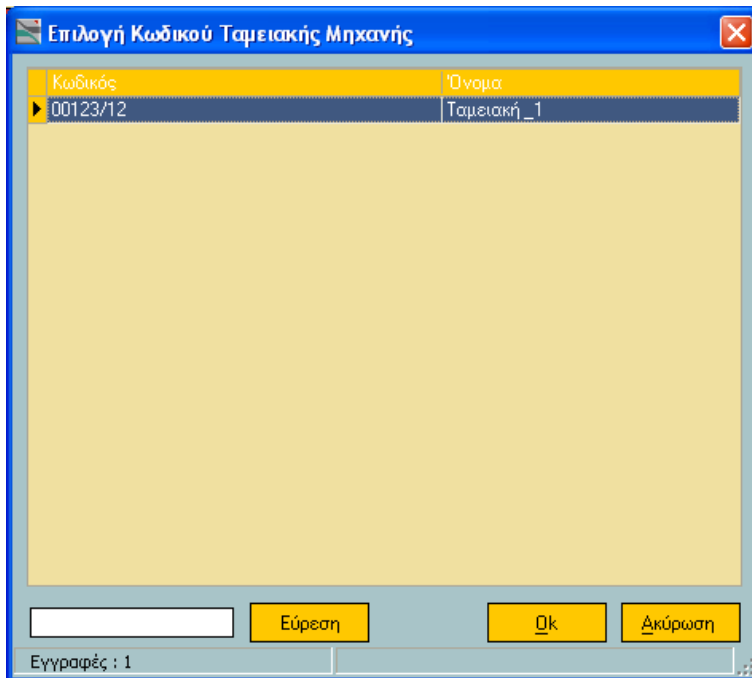 Επιλογή Κωδικού Ταμειακής Μηχανής
Κωδικός Όνομα
00123/12 Ταμειακή_1
Εύρεση Ok Ακύρωση
Εγγραφές : 1